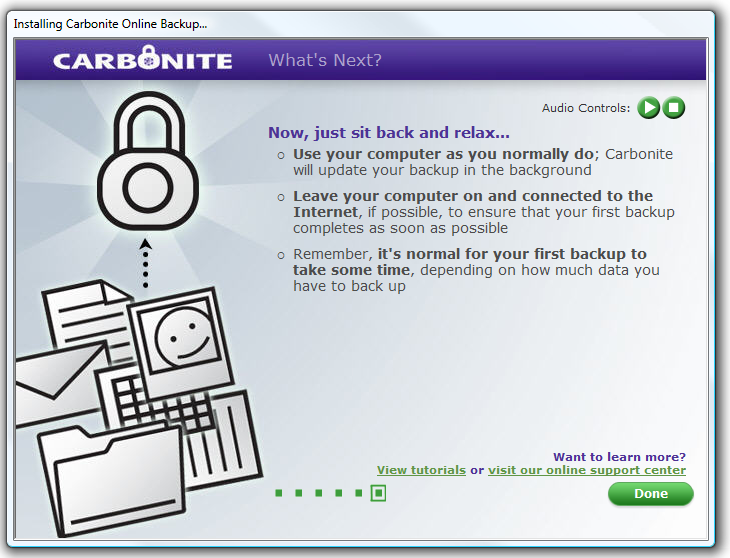 Installing Carbonite Online Backup...
CARBONITE
What's Next?
Audio Controls:
Now, just sit back and relax...
Use your computer as you normally do; Carbonite
will update your backup in the background
Leave your computer on and connected to the
Internet, if possible, to ensure that your first backup
completes as soon as possible
Remember, it's normal for your first backup to
take some time, depending on how much data you
have to back up
Want to learn more?
View tutorials or visit our online support center
Done